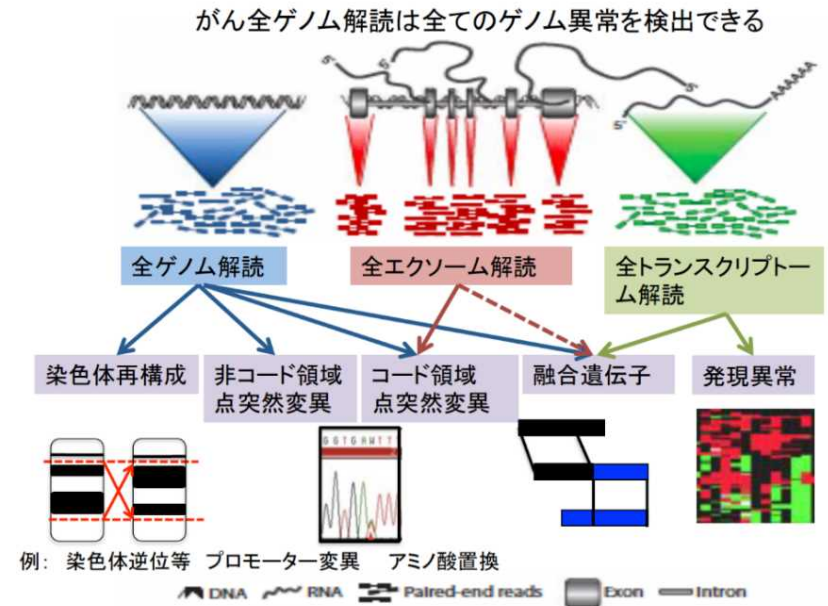 がん全ゲノム解読は全てのゲノム異常を検出できる
5'
5'
5'
5'
AAAAAA
全ゲノム解読
全エクソーム解読
全トランスクリプトー
ム解読
染色体再構成
非コード領域
点突然変異
コード領域
点突然変異
融合遺伝子
発現異常
GGTGAWTT
例: 染色体逆位等 プロモーター変異 アミノ酸置換
DNA RNA Paired-end reads Exon Intron